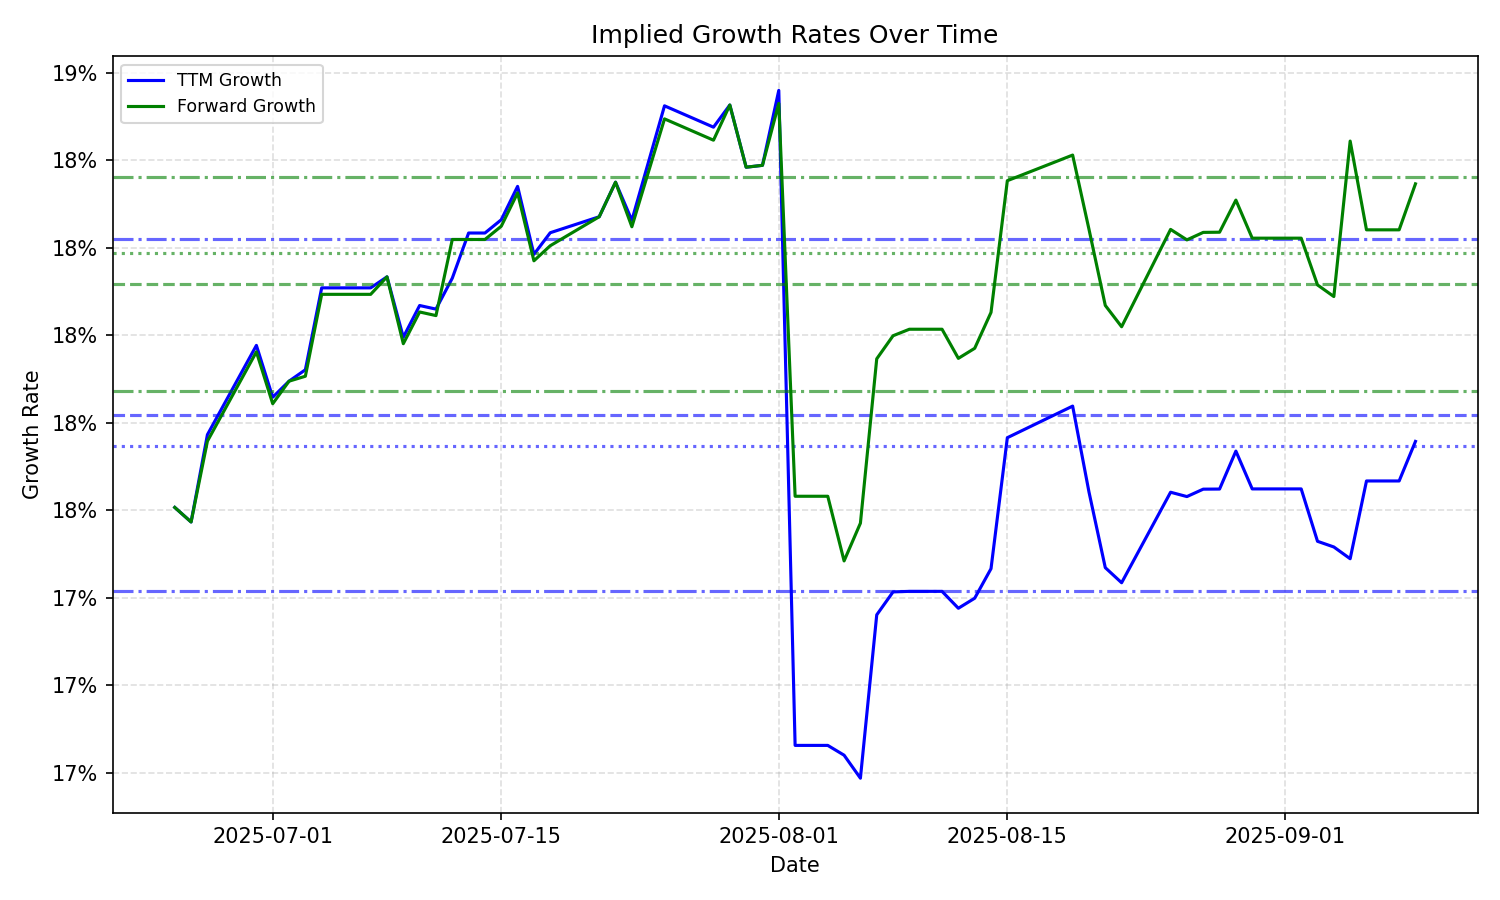 Implied Growth Rates Over Time
TTM Growth
Forward Growth
Growth Rate
19%
18%
18%
18%
18%
18%
17%
17%
17%
2025-07-01
2025-07-15
2025-08-01
2025-08-15
2025-09-01
Date